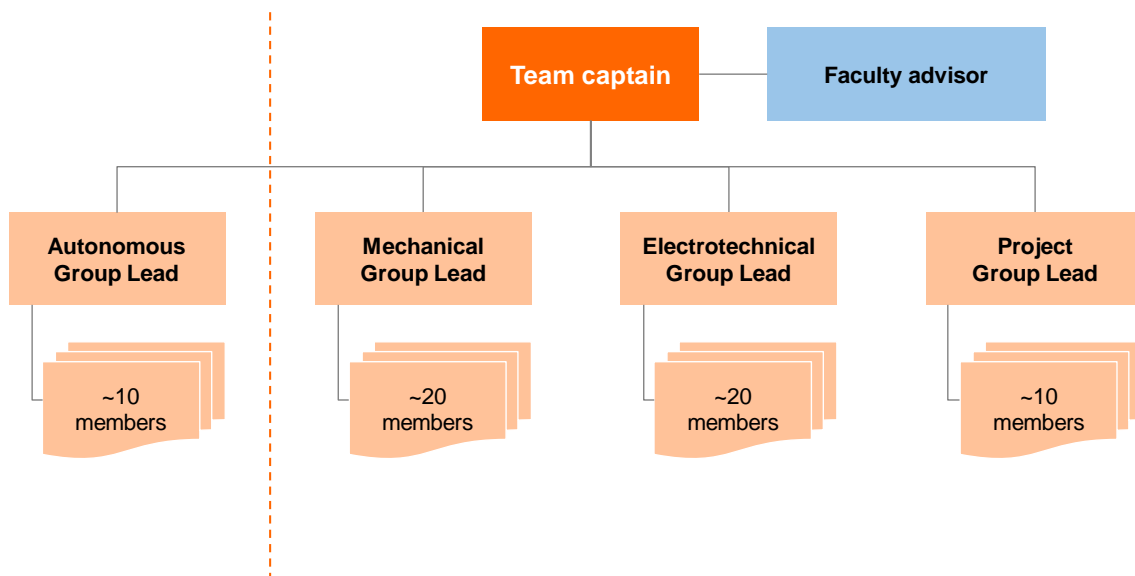 Team captain
Faculty advisor
Autonomous
Group Lead
Mechanical
Group Lead
Electrotechnical
Group Lead
Project
Group Lead
~10
members
~20
members
~20
members
~10
members